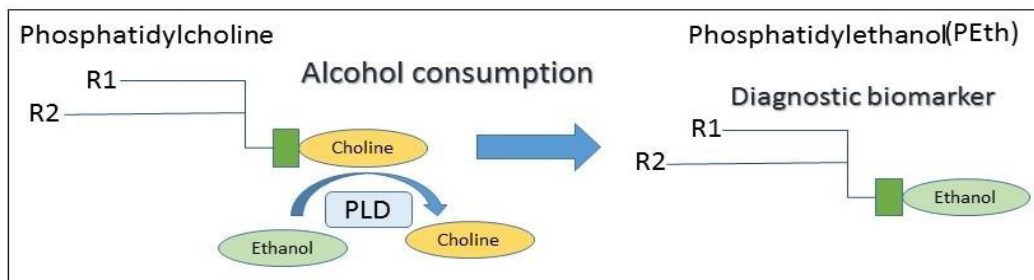 Phosphatidylcholine
R1
R2
Choline
PLD
Ethanol
Choline
Alcohol consumption
Phosphatidylethanol(PEth)
Diagnostic biomarker
R1
R2
Ethanol